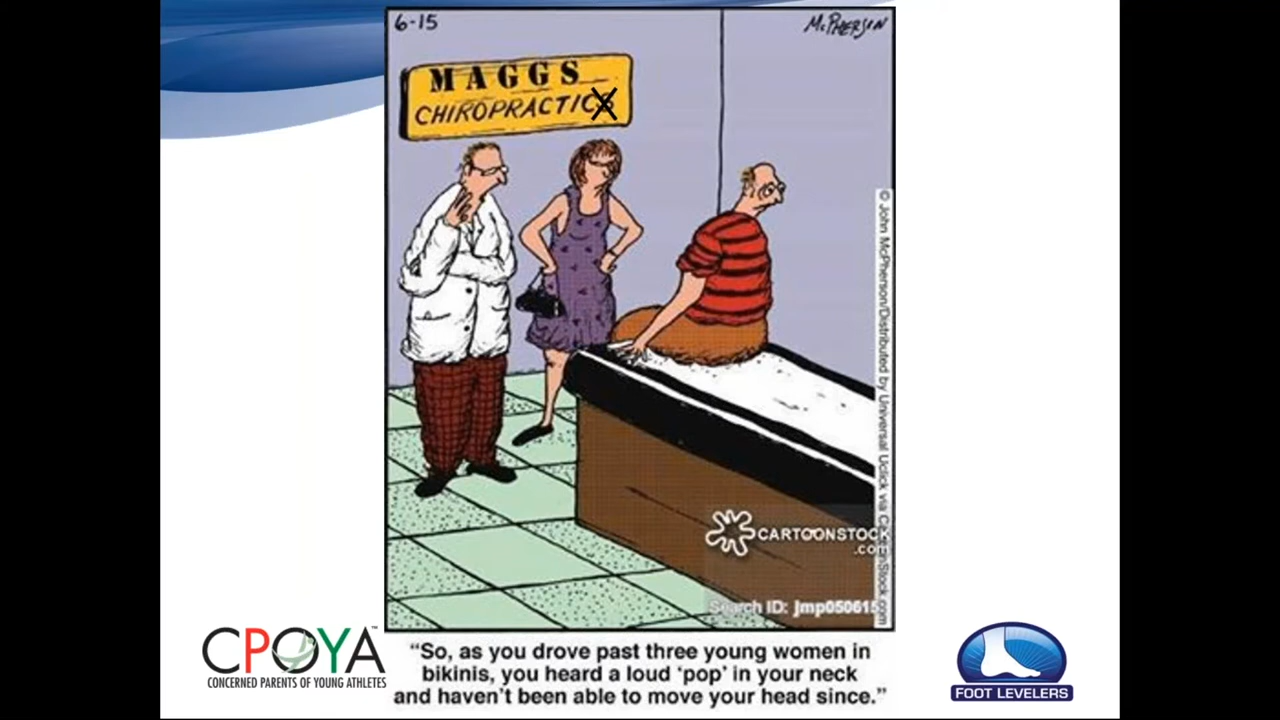 6-15
McPHERSON
MAGGS
CHIROPRACTICS
© John McPherson/Distributed by Universal Uclick via CartoonStock.com
CARTOONSTOCK
.com
Search ID: jmp050615
CPOYA™
CONCERNED PARENTS OF YOUNG ATHLETES
“So, as you drove past three young women in
bikinis, you heard a loud ‘pop’ in your neck
and haven’t been able to move your head since.”
FOOT LEVELERS